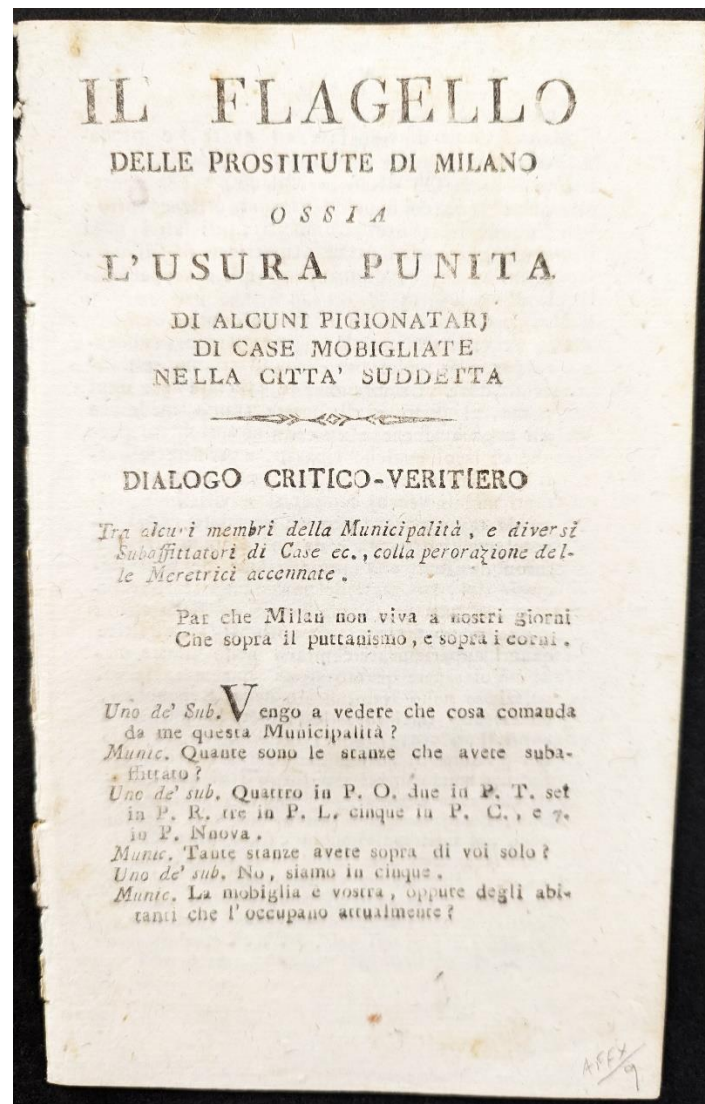 IL FLAGELLO
DELLE PROSTITUTE DI MILANO
OSSIA
L'USURA PUNITA
DI ALCUNI PIGIONATARJ
DI CASE MOBIGLIATE
NELLA CITTA' SUDDETTA
DIALOGO CRITICO-VERITIERO
Tra alcuni membri della Municipalità, e diversi
Subaffittatori di Case ec., colla perorazione del-
le Meretrici accennate.
Par che Milan non viva a nostri giorni
Che sopra il puttanismo, e sopra i corni.
Uno de' Sub. Vengo a vedere che cosa comanda
da me questa Municipalità?
Munic. Quante sono le stanze che avete suba-
ffittato?
Uno de' sub. Quattro in P. O. due in P. T. set
in P. R. tre in P. L. cinque in P. C., e 7.
in P. Nuova.
Munic. Tante stanze avete sopra di voi solo?
Uno de' sub. No, siamo in cinque.
Munic. La mobiglia è vostra, oppure degli abi-
tanti che l'occupano attualmente?